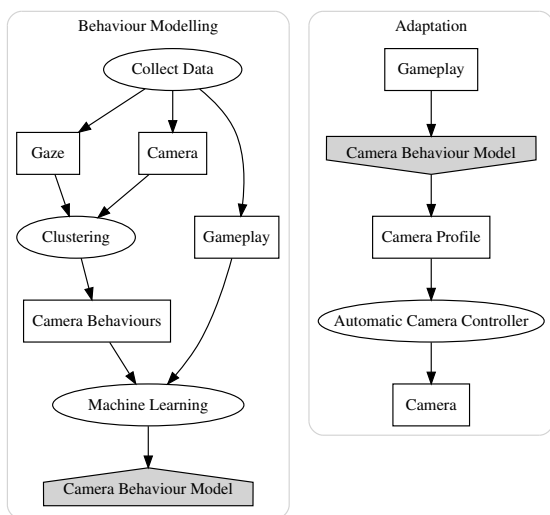 Behaviour Modelling
Collect Data
Gaze
Camera
Clustering
Gameplay
Camera Behaviours
Machine Learning
Camera Behaviour Model
Adaptation
Gameplay
Camera Behaviour Model
Camera Profile
Automatic Camera Controller
Camera